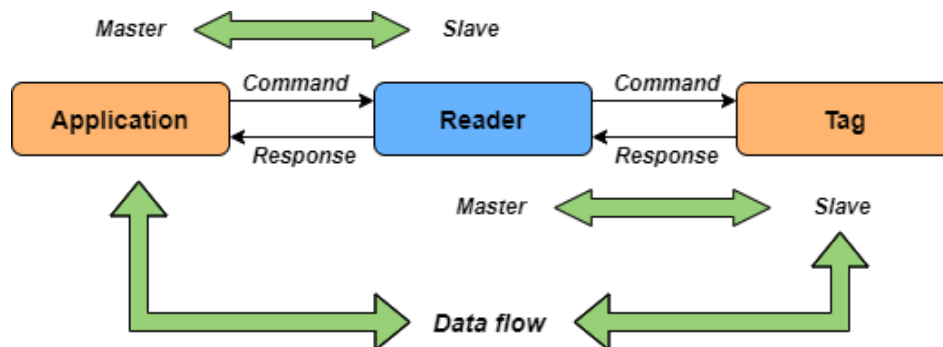 Master
Slave
Command
Command
Application
Reader
Tag
Response
Response
Master
Slave
Data flow